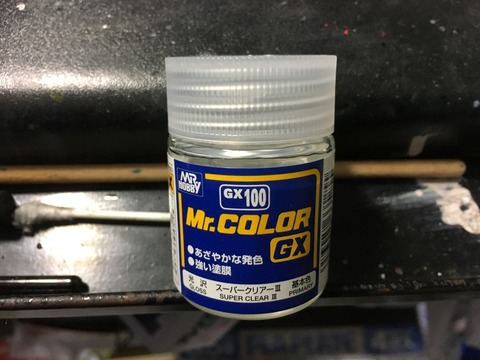 MR
HOBBY
GX100
Mr.COLOR
GX
●あざやかな発色
●強い塗膜
光沢
GLOSS
スーパークリアーⅢ
SUPER CLEAR Ⅲ
基本色
PRIMARY